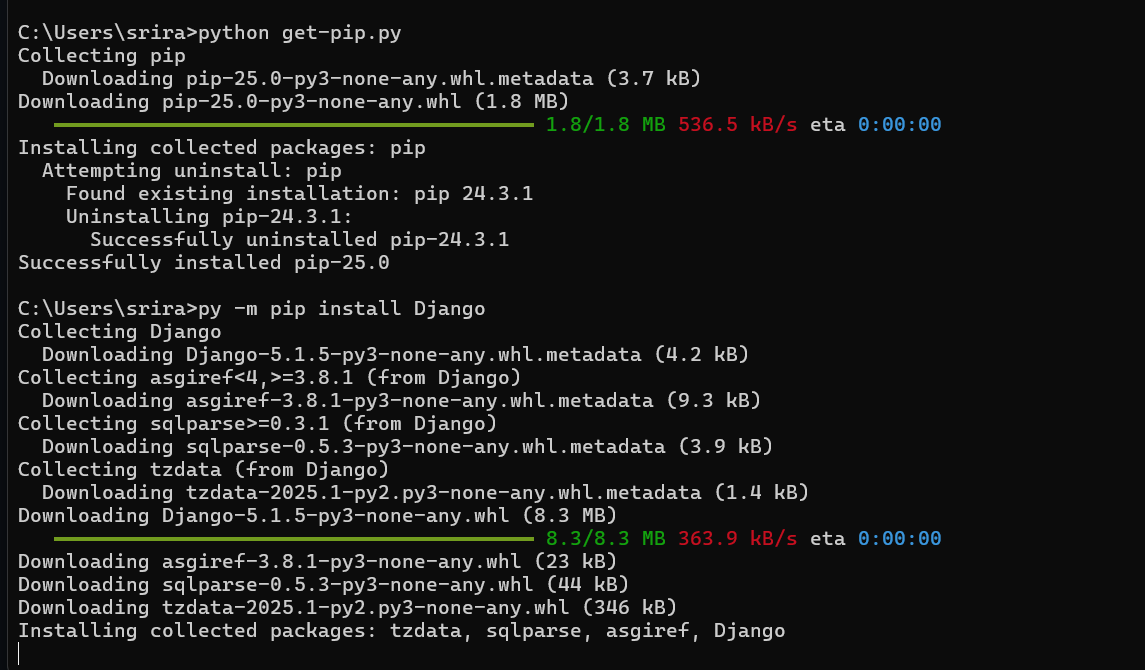 C:\Users\srira>python get-pip.py
Collecting pip
  Downloading pip-25.0-py3-none-any.whl.metadata (3.7 kB)
Downloading pip-25.0-py3-none-any.whl (1.8 MB)
1.8/1.8 MB 536.5 kB/s eta 0:00:00
Installing collected packages: pip
  Attempting uninstall: pip
    Found existing installation: pip 24.3.1
    Uninstalling pip-24.3.1:
      Successfully uninstalled pip-24.3.1
Successfully installed pip-25.0
C:\Users\srira>py -m pip install Django
Collecting Django
  Downloading Django-5.1.5-py3-none-any.whl.metadata (4.2 kB)
Collecting asgiref<4,>=3.8.1 (from Django)
  Downloading asgiref-3.8.1-py3-none-any.whl.metadata (9.3 kB)
Collecting sqlparse>=0.3.1 (from Django)
  Downloading sqlparse-0.5.3-py3-none-any.whl.metadata (3.9 kB)
Collecting tzdata (from Django)
  Downloading tzdata-2025.1-py2.py3-none-any.whl.metadata (1.4 kB)
Downloading Django-5.1.5-py3-none-any.whl (8.3 MB)
8.3/8.3 MB 363.9 kB/s eta 0:00:00
Downloading asgiref-3.8.1-py3-none-any.whl (23 kB)
Downloading sqlparse-0.5.3-py3-none-any.whl (44 kB)
Downloading tzdata-2025.1-py2.py3-none-any.whl (346 kB)
Installing collected packages: tzdata, sqlparse, asgiref, Django